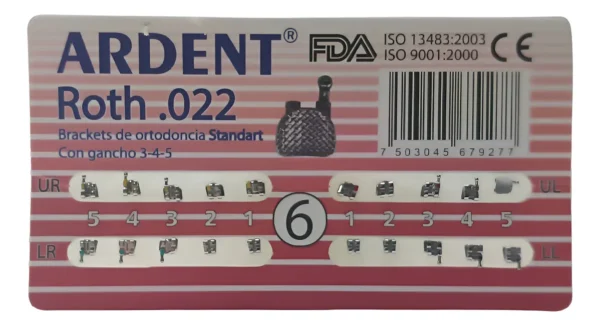 ARDENT®
FDA
ISO 13483:2003
ISO 9001:2000
CE
Roth .022
Brackets de ortodoncia Standart
Con gancho 3-4-5
7 503045 679277
UR
UL
5 4 3 2 1
6
1 2 3 4 5
LR
LL